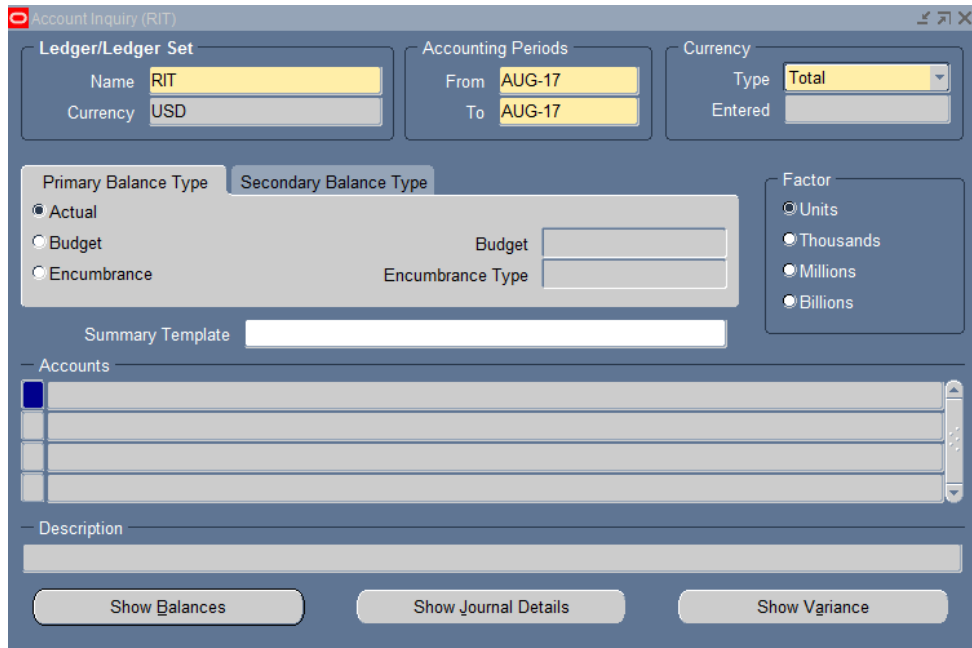 Account Inquiry (RIT)
Ledger/Ledger Set
Name RIT
Currency USD
Accounting Periods
From AUG-17
To AUG-17
Currency
Type Total
Entered
Primary Balance Type
Secondary Balance Type
Actual
Budget
Encumbrance
Budget
Encumbrance Type
Factor
Units
Thousands
Millions
Billions
Summary Template
Accounts
Description
Show Balances
Show Journal Details
Show Variance